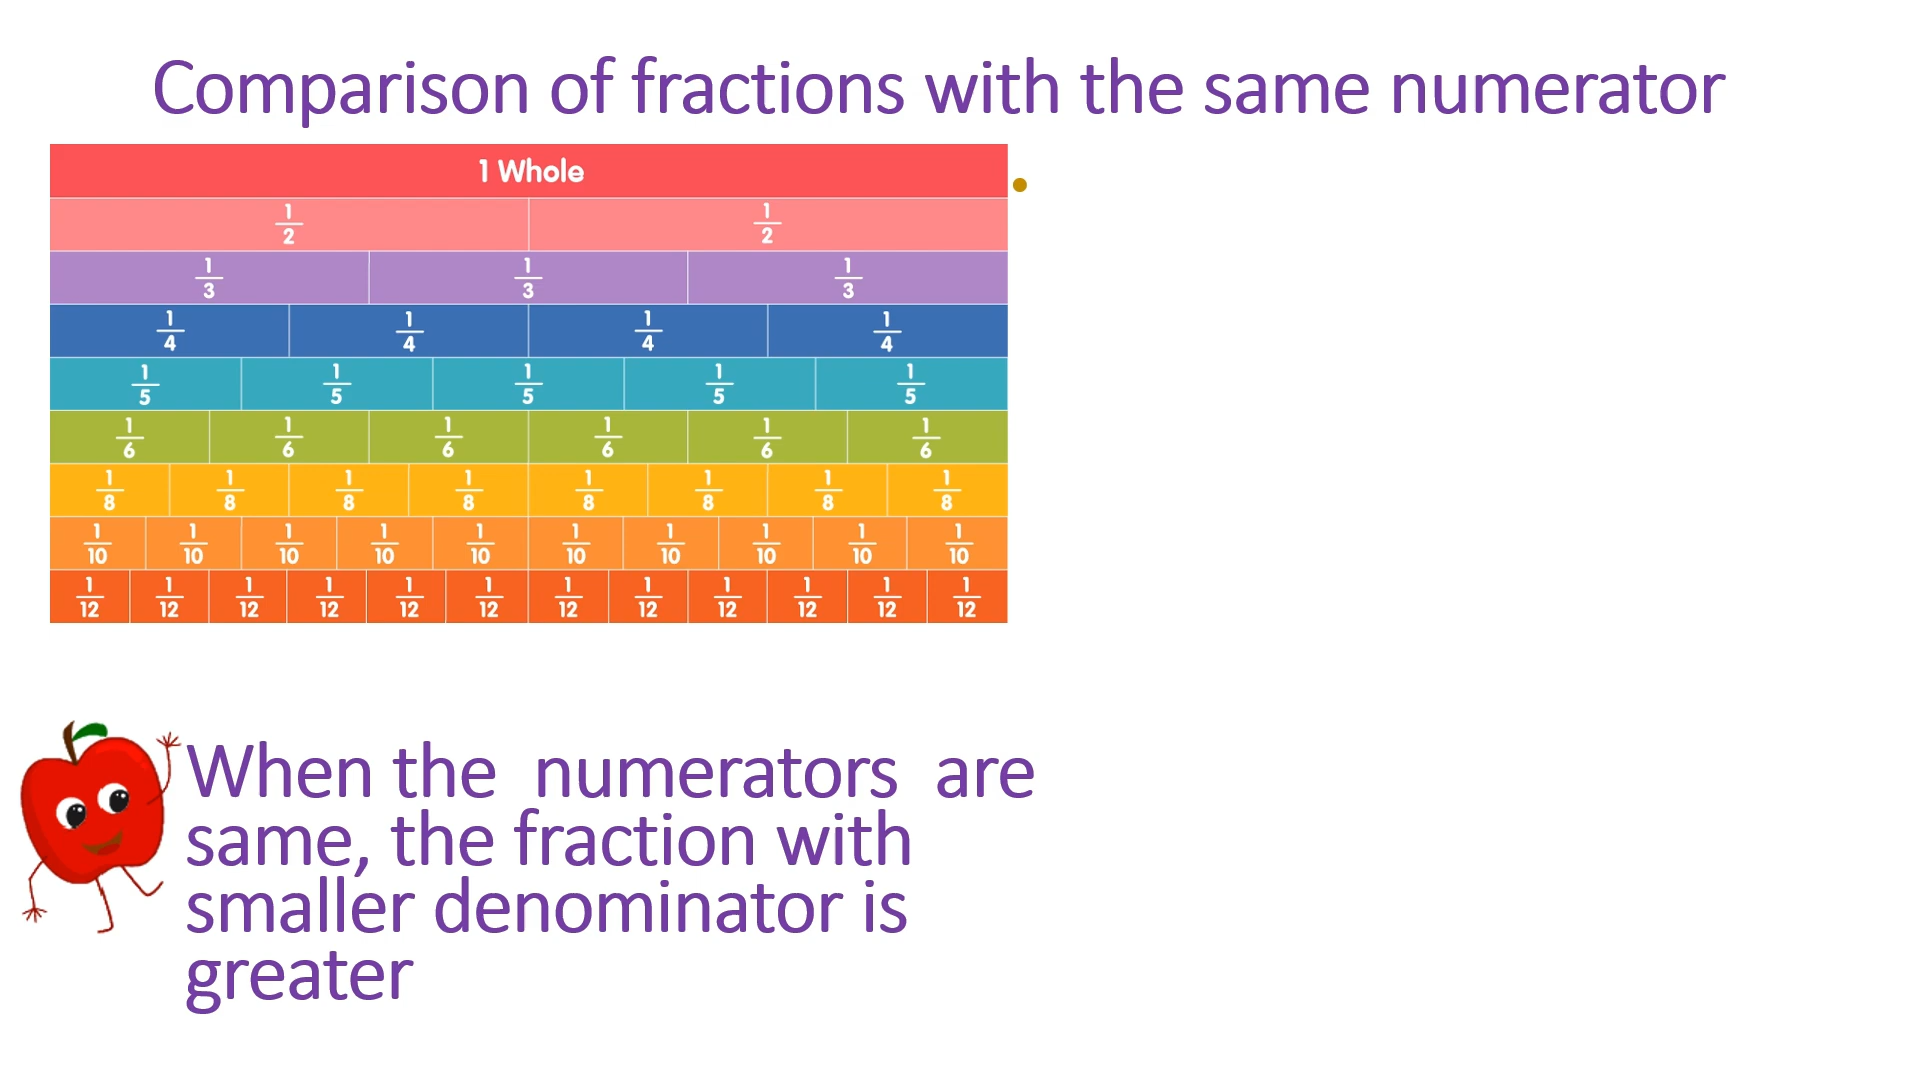 Comparison of fractions with the same numerator
1 Whole
1/2 1/2
1/3 1/3 1/3
1/4 1/4 1/4 1/4
1/5 1/5 1/5 1/5 1/5
1/6 1/6 1/6 1/6 1/6 1/6
1/8 1/8 1/8 1/8 1/8 1/8 1/8 1/8
1/10 1/10 1/10 1/10 1/10 1/10 1/10 1/10 1/10 1/10
1/12 1/12 1/12 1/12 1/12 1/12 1/12 1/12 1/12 1/12 1/12 1/12
When the numerators are
same, the fraction with
smaller denominator is
greater